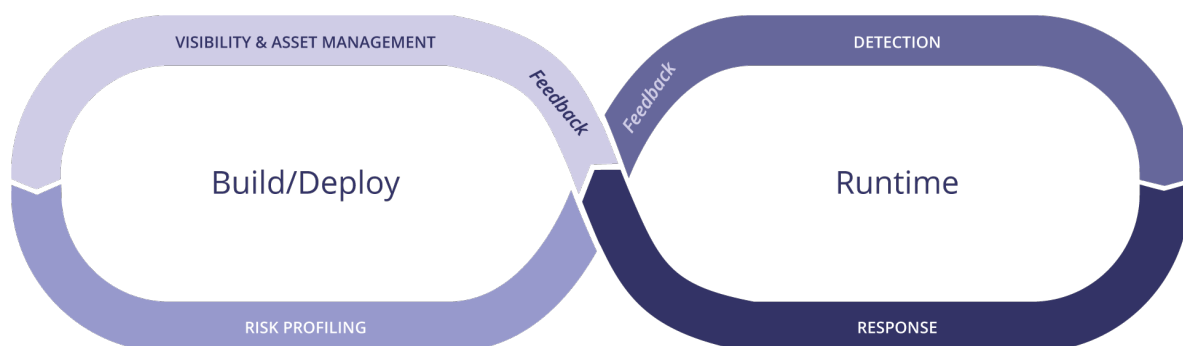 VISIBILITY & ASSET MANAGEMENT
Feedback
Build/Deploy
RISK PROFILING
DETECTION
Feedback
Runtime
RESPONSE